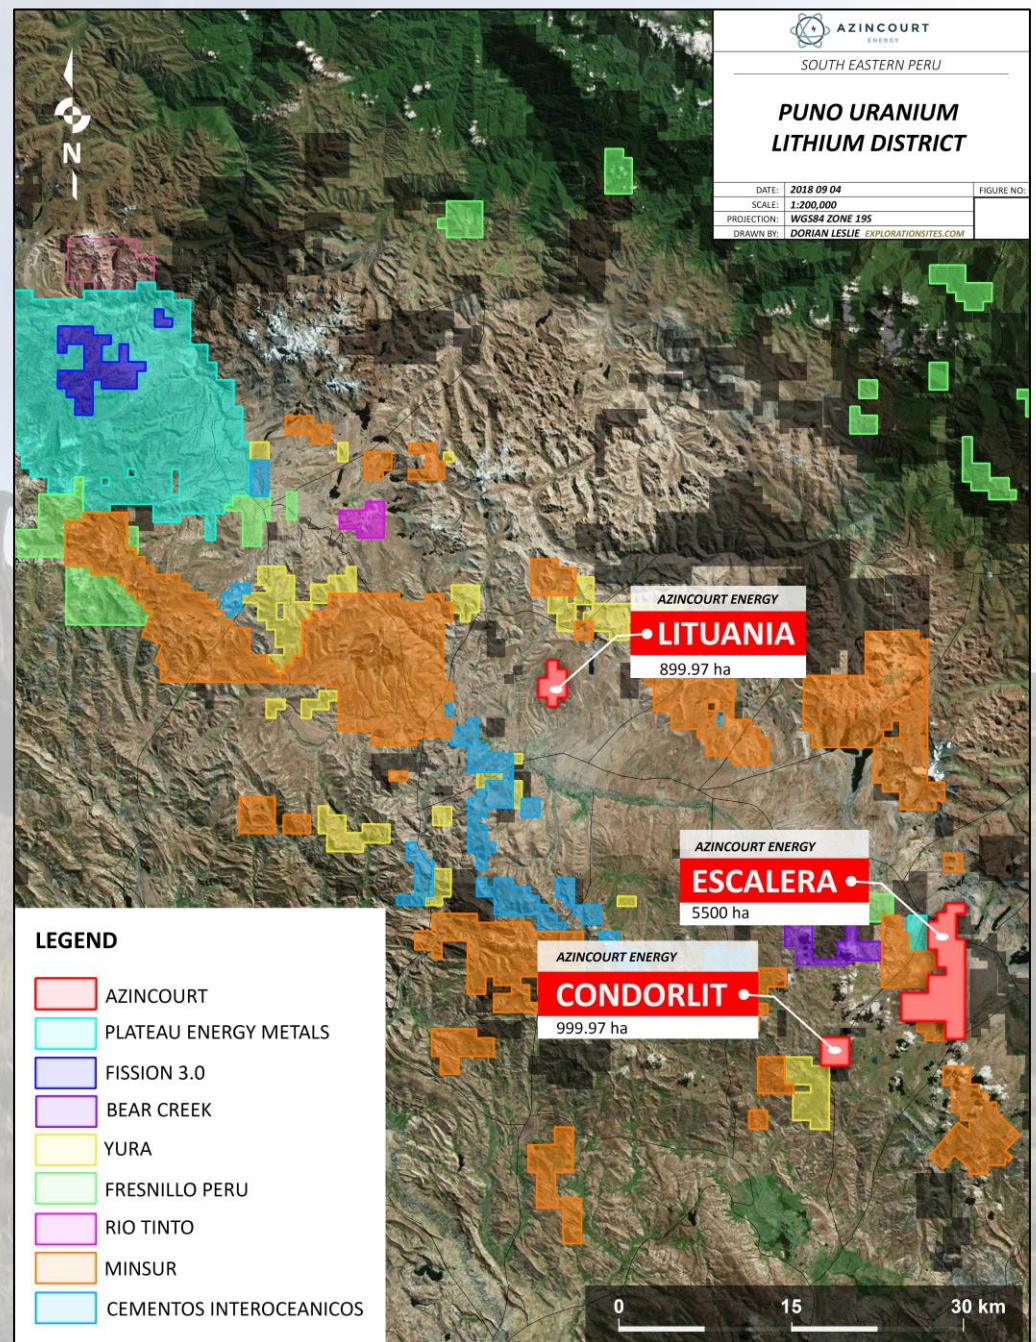 AZINCOURT
ENERGY
SOUTH EASTERN PERU
PUNO URANIUM
LITHIUM DISTRICT
DATE: 2018 09 04
FIGURE NO:
SCALE: 1:200,000
PROJECTION: WGS84 ZONE 19S
DRAWN BY: DORIAN LESLIE EXPLORATIONSITES.COM
N
AZINCOURT ENERGY
LITUANIA
899.97 ha
AZINCOURT ENERGY
ESCALERA
5500 ha
AZINCOURT ENERGY
CONDORLIT
999.97 ha
LEGEND
AZINCOURT
PLATEAU ENERGY METALS
FISSION 3.0
BEAR CREEK
YURA
FRESNILLO PERU
RIO TINTO
MINSUR
CEMENTOS INTEROCEANICOS
0 15 30 km